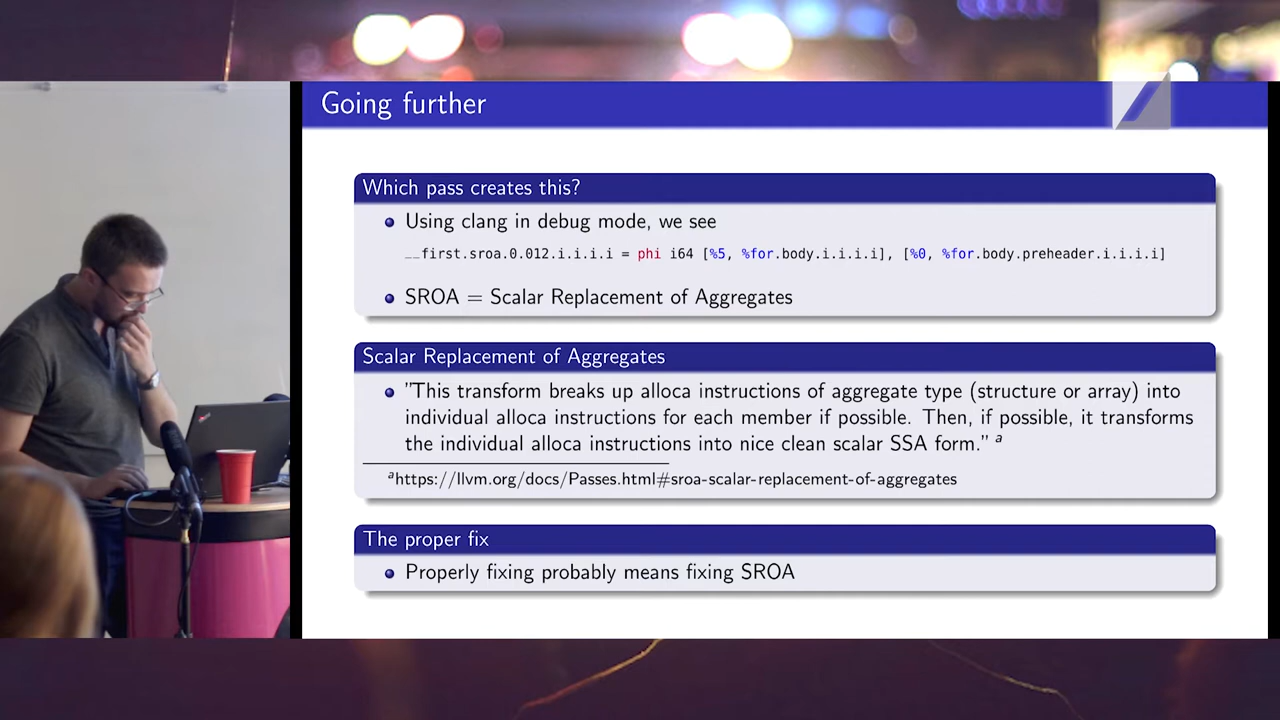 Going further
Which pass creates this?
Using clang in debug mode, we see
__first.sroa.0.012.i.i.i.i = phi i64 [%5, %for.body.i.i.i.i], [%0, %for.body.preheader.i.i.i.i]
SROA = Scalar Replacement of Aggregates
Scalar Replacement of Aggregates
”This transform breaks up alloca instructions of aggregate type (structure or array) into
individual alloca instructions for each member if possible. Then, if possible, it transforms
the individual alloca instructions into nice clean scalar SSA form.” a
ahttps://llvm.org/docs/Passes.html#sroa-scalar-replacement-of-aggregates
The proper fix
Properly fixing probably means fixing SROA